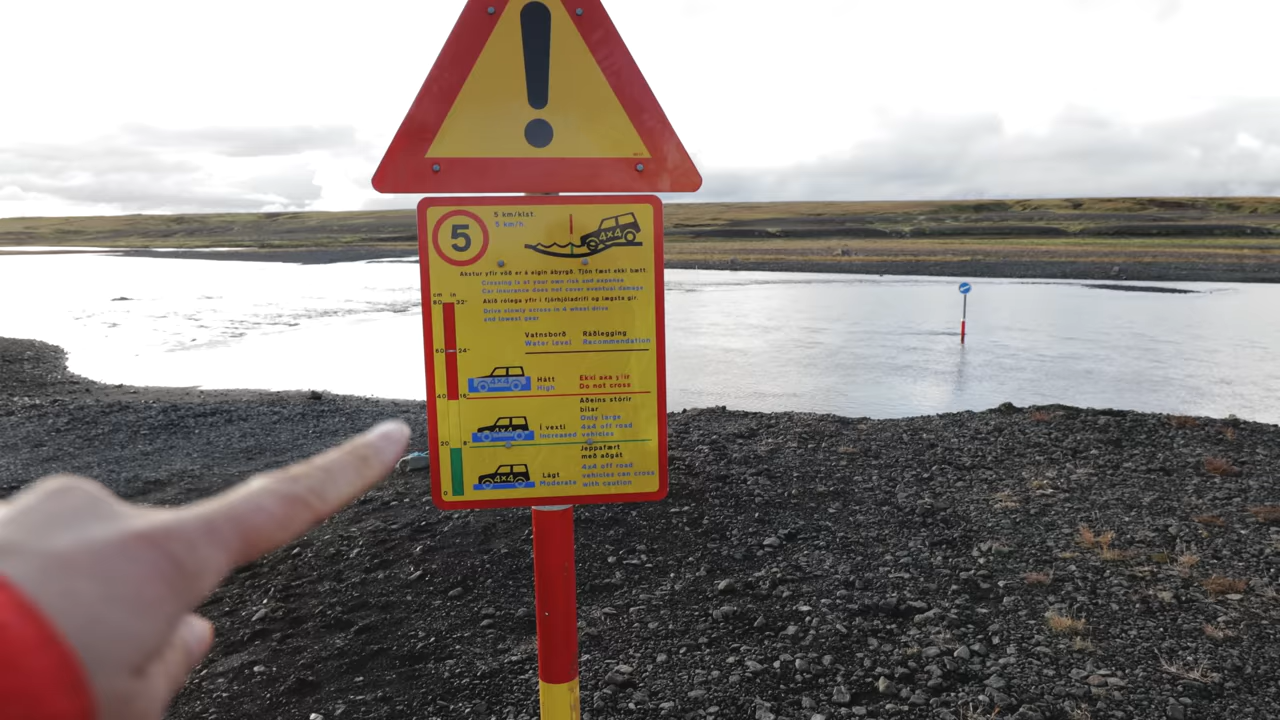 5
5 km/klst.
5 km/h.
4x4
Akstur yfir vöð er á eigin ábyrgð. Tjón fæst ekki bætt.
Crossing is at your own risk and expense
Car insurance does not cover eventual damage
Akið rólega yfir í fjórhjóladrifi og lægsta gír.
Drive slowly across in 4 wheel drive
and lowest gear
cm in
80 32"
60 24"
40 16"
20 8"
0
Vatnsborð Ráðlegging
Water level Recommendation
4x4
Hátt Ekki aka yfir
High Do not cross
4x4
Í vexti Aðeins stórir
bílar
Increased Only large
4x4 off road
vehicles
4x4
Lágt Jeppafært
með aðgát
Moderate 4x4 off road
vehicles can cross
with caution